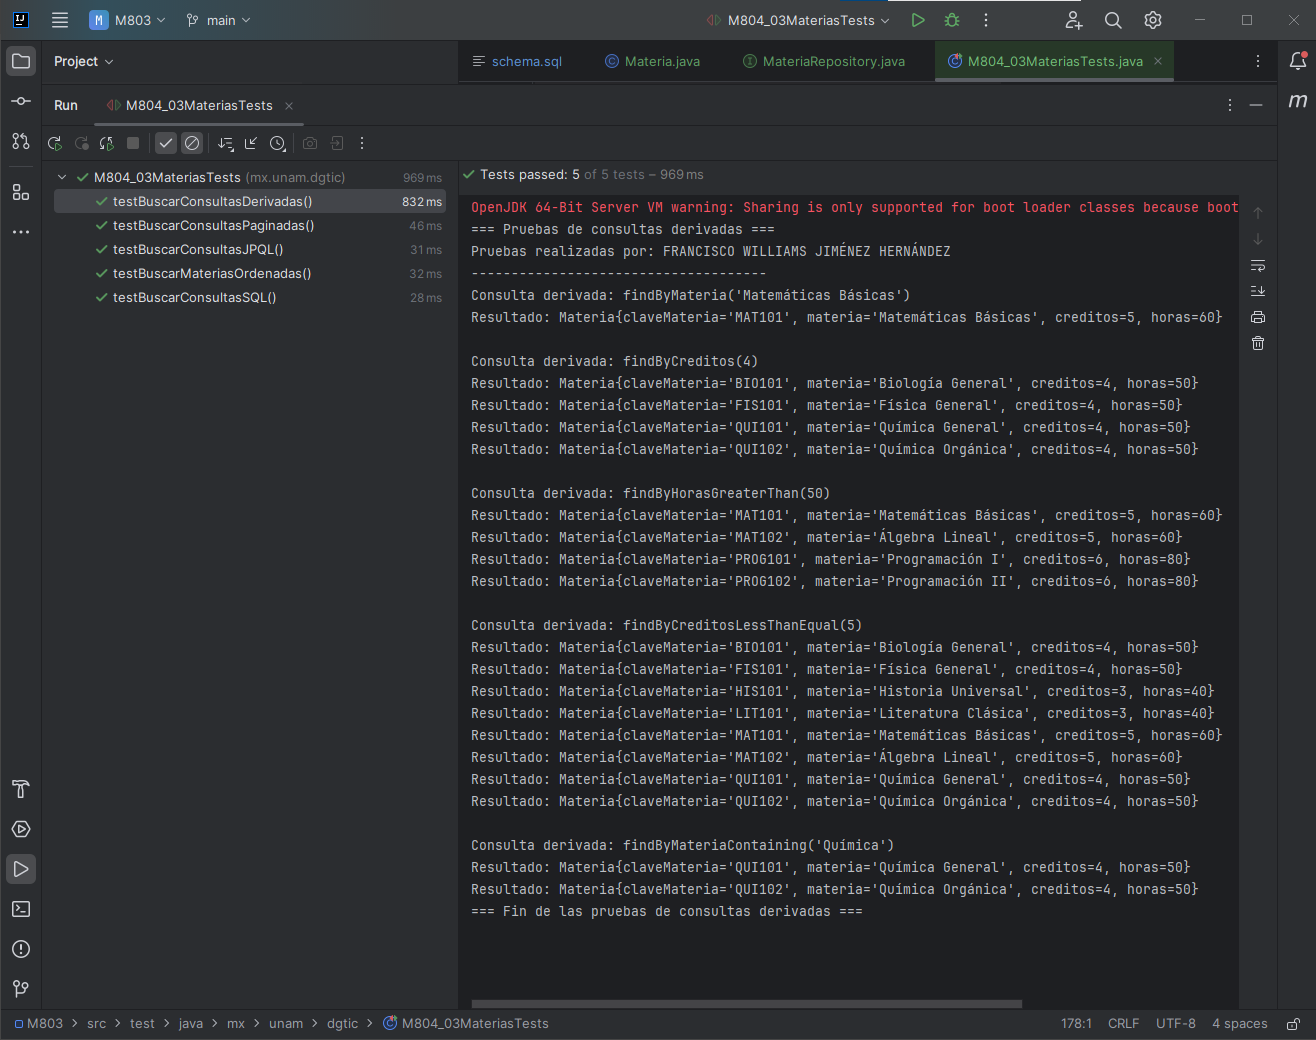 M M803 main M804_03MateriasTests
Project schema.sql Materia.java MateriaRepository.java M804_03MateriasTests.java
Run M804_03MateriasTests
M804_03MateriasTests (mx.unam.dgtic) 969 ms
testBuscarConsultasDerivadas() 832 ms
testBuscarConsultasPaginadas() 46 ms
testBuscarConsultasJPQL() 31 ms
testBuscarMateriasOrdenadas() 32 ms
testBuscarConsultasSQL() 28 ms
Tests passed: 5 of 5 tests – 969 ms
OpenJDK 64-Bit Server VM warning: Sharing is only supported for boot loader classes because boot
=== Pruebas de consultas derivadas ===
Pruebas realizadas por: FRANCISCO WILLIAMS JIMÉNEZ HERNÁNDEZ
-------------------------------------
Consulta derivada: findByMateria('Matemáticas Básicas')
Resultado: Materia{claveMateria='MAT101', materia='Matemáticas Básicas', creditos=5, horas=60}
Consulta derivada: findByCreditos(4)
Resultado: Materia{claveMateria='BIO101', materia='Biología General', creditos=4, horas=50}
Resultado: Materia{claveMateria='FIS101', materia='Física General', creditos=4, horas=50}
Resultado: Materia{claveMateria='QUI101', materia='Química General', creditos=4, horas=50}
Resultado: Materia{claveMateria='QUI102', materia='Química Orgánica', creditos=4, horas=50}
Consulta derivada: findByHorasGreaterThan(50)
Resultado: Materia{claveMateria='MAT101', materia='Matemáticas Básicas', creditos=5, horas=60}
Resultado: Materia{claveMateria='MAT102', materia='Álgebra Lineal', creditos=5, horas=60}
Resultado: Materia{claveMateria='PROG101', materia='Programación I', creditos=6, horas=80}
Resultado: Materia{claveMateria='PROG102', materia='Programación II', creditos=6, horas=80}
Consulta derivada: findByCreditosLessThanEqual(5)
Resultado: Materia{claveMateria='BIO101', materia='Biología General', creditos=4, horas=50}
Resultado: Materia{claveMateria='FIS101', materia='Física General', creditos=4, horas=50}
Resultado: Materia{claveMateria='HIS101', materia='Historia Universal', creditos=3, horas=40}
Resultado: Materia{claveMateria='LIT101', materia='Literatura Clásica', creditos=3, horas=40}
Resultado: Materia{claveMateria='MAT101', materia='Matemáticas Básicas', creditos=5, horas=60}
Resultado: Materia{claveMateria='MAT102', materia='Álgebra Lineal', creditos=5, horas=60}
Resultado: Materia{claveMateria='QUI101', materia='Química General', creditos=4, horas=50}
Resultado: Materia{claveMateria='QUI102', materia='Química Orgánica', creditos=4, horas=50}
Consulta derivada: findByMateriaContaining('Química')
Resultado: Materia{claveMateria='QUI101', materia='Química General', creditos=4, horas=50}
Resultado: Materia{claveMateria='QUI102', materia='Química Orgánica', creditos=4, horas=50}
=== Fin de las pruebas de consultas derivadas ===
M803 > src > test > java > mx > unam > dgtic > M804_03MateriasTests 178:1 CRLF UTF-8 4 spaces